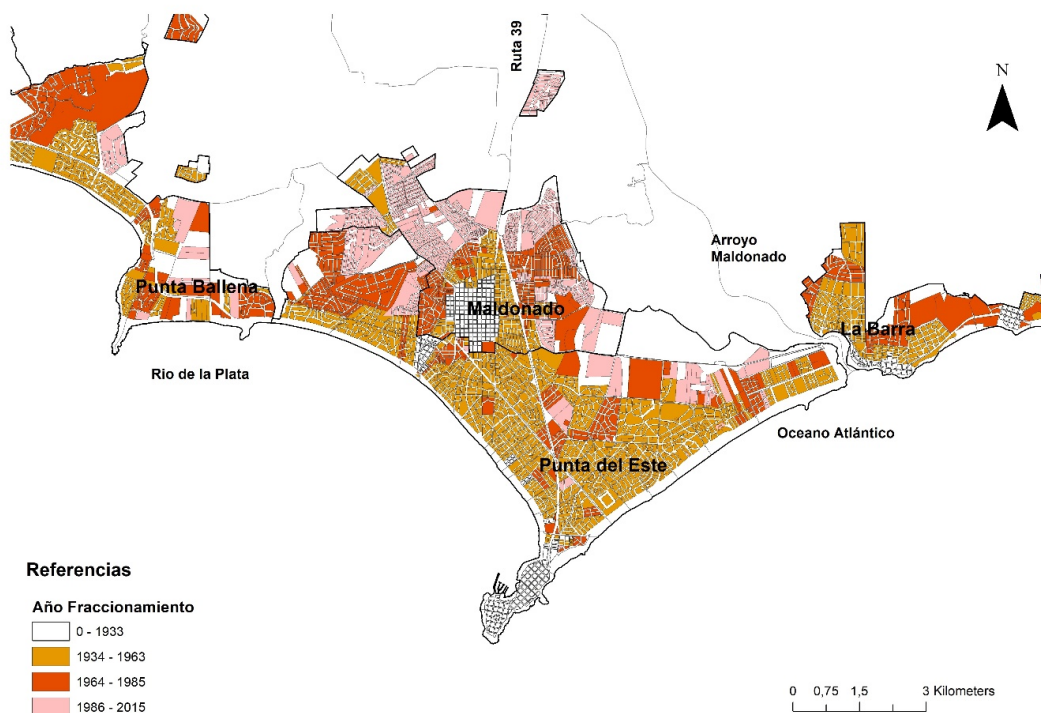 Ruta 39
N
Arroyo
Maldonado
Punta Ballena
Maldonado
La Barra
Rio de la Plata
Oceano Atlántico
Punta del Este
Referencias
Año Fraccionamiento
0 - 1933
1934 - 1963
1964 - 1985
1986 - 2015
0 0,75 1,5 3 Kilometers